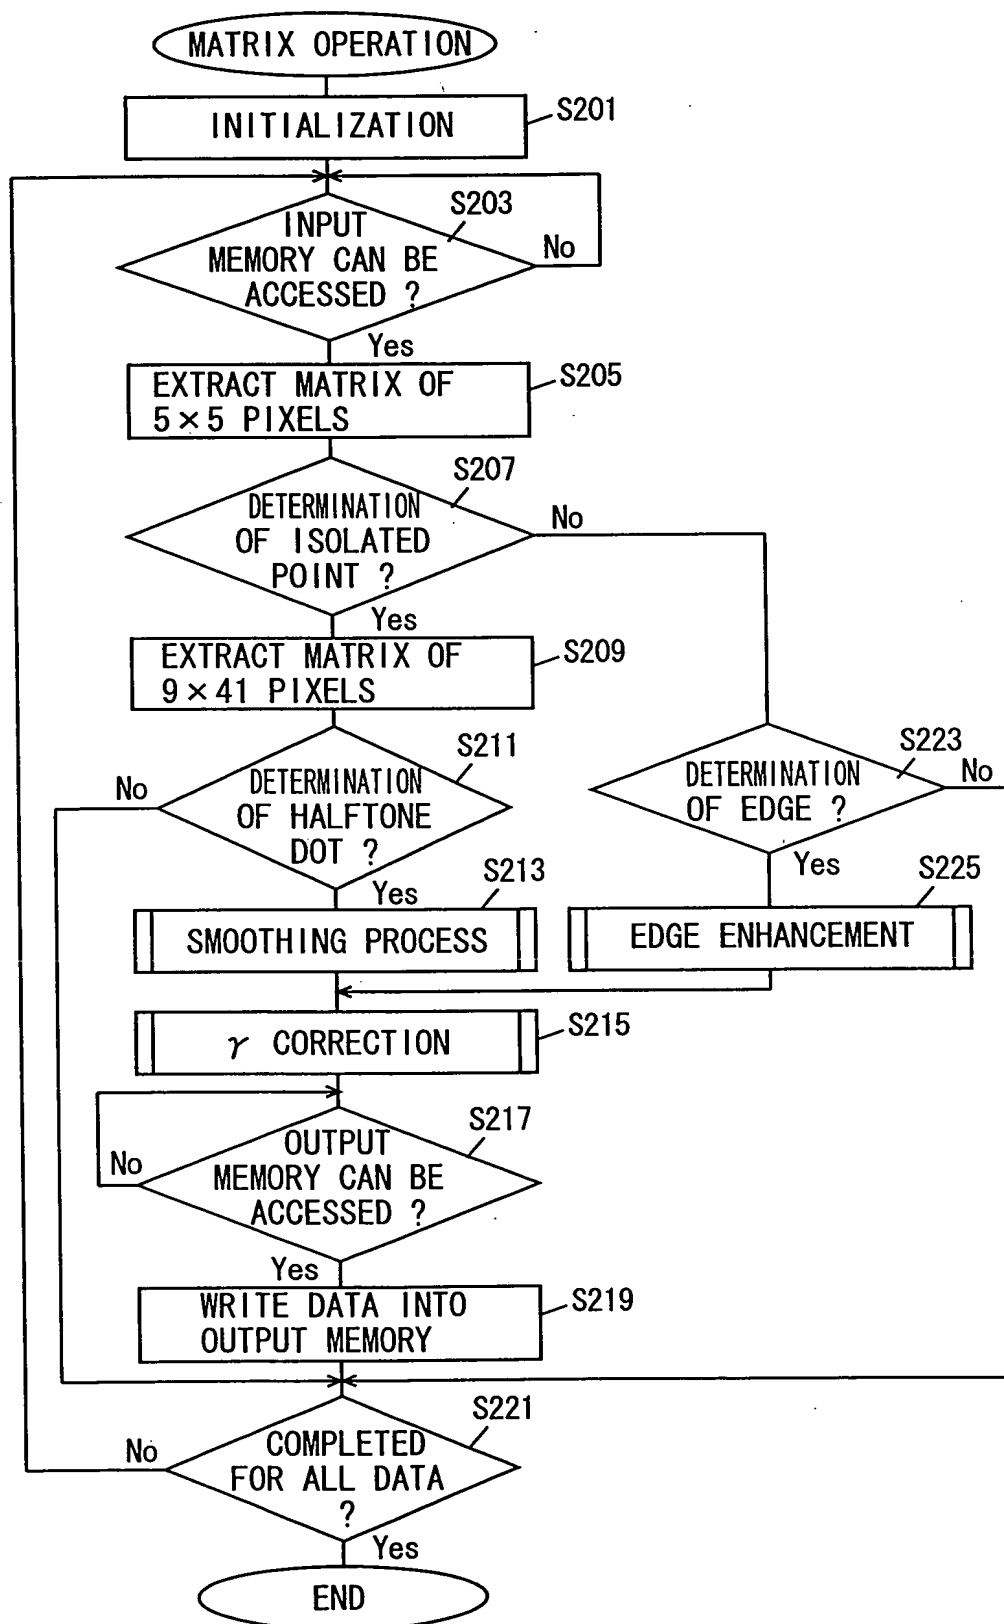 MATRIX OPERATION
INITIALIZATION
S201
INPUT
MEMORY CAN BE
ACCESSED ?
S203
No
Yes
EXTRACT MATRIX OF
5×5 PIXELS
S205
DETERMINATION
OF ISOLATED
POINT ?
S207
No
Yes
EXTRACT MATRIX OF
9×41 PIXELS
S209
DETERMINATION
OF HALFTONE
DOT ?
S211
No
Yes
DETERMINATION
OF EDGE ?
S223
No
Yes
SMOOTHING PROCESS
S213
EDGE ENHANCEMENT
S225
γ CORRECTION
S215
OUTPUT
MEMORY CAN BE
ACCESSED ?
S217
No
Yes
WRITE DATA INTO
OUTPUT MEMORY
S219
COMPLETED
FOR ALL DATA
?
S221
No
Yes
END